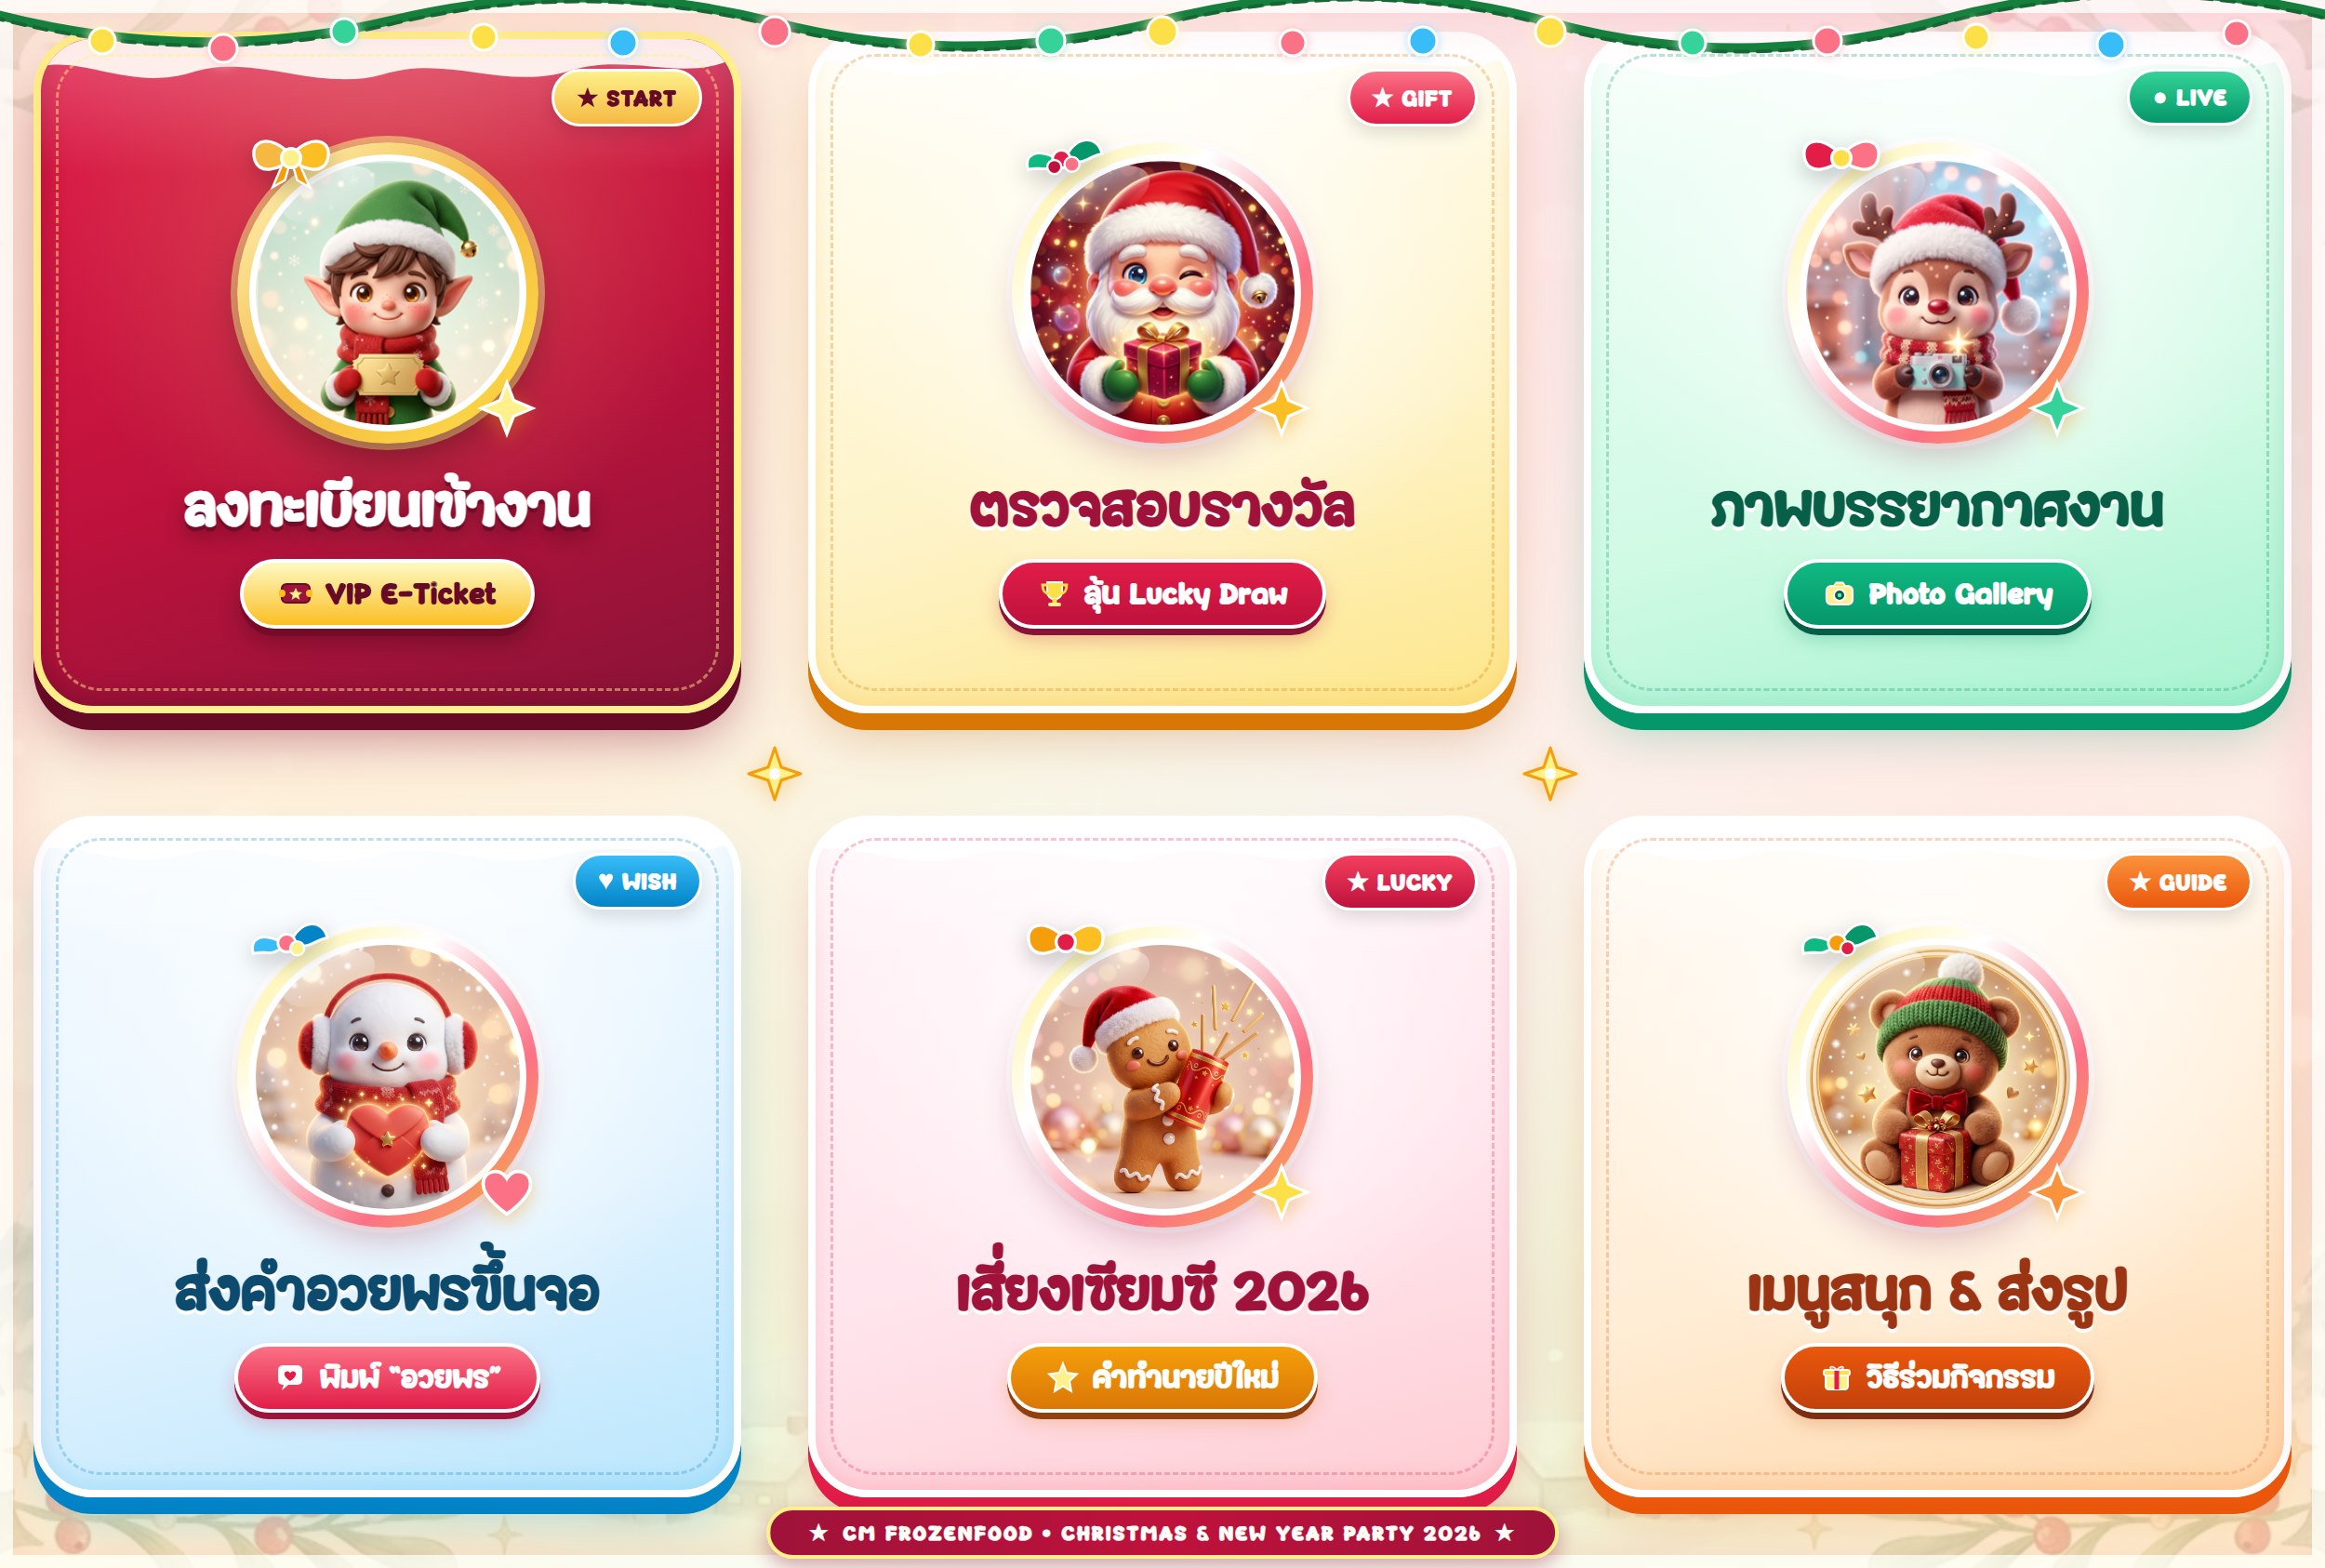 ★ START
★ GIFT
● LIVE
ลงทะเบียนเข้างาน
ตรวจสอบรางวัล
ภาพบรรยากาศงาน
VIP E-Ticket
ลุ้น Lucky Draw
Photo Gallery
♥ WISH
★ LUCKY
★ GUIDE
ส่งคำอวยพรขึ้นจอ
เสี่ยงเซียมซี 2026
เมนูสนุก & ส่งรูป
พิมพ์ "อวยพร"
คำทำนายปีใหม่
วิธีร่วมกิจกรรม
★ CM FROZENFOOD • CHRISTMAS & NEW YEAR PARTY 2026 ★